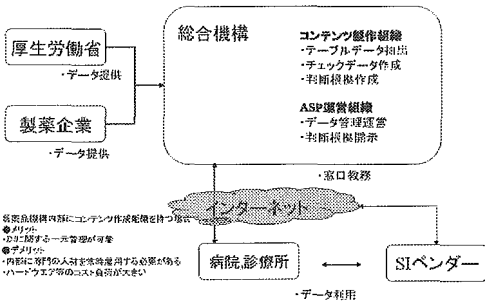 総合機構
厚生労働省
・データ提供
製薬企業
・データ提供
コンテンツ製作組織
・テーブルデータ抽出
・チェックデータ作成
・判断根拠作成
ASP運営組織
・データ管理運営
・判断根拠開示
・窓口業務
インターネット
医薬品機構内部にコンテンツ作成組織を持つ場合
●メリット
・DIに関する一元管理が可能
●デメリット
・内部に専門の人材を常時雇用する必要がある
・ハードウエア等のコスト負荷が大きい
病院、診療所
SIベンダー
・データ利用